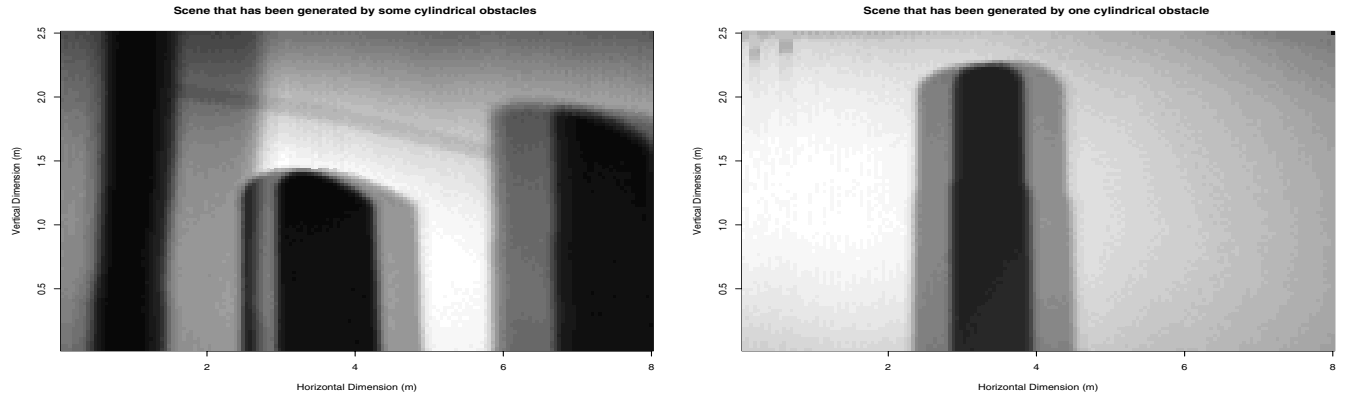 Scene that has been generated by some cylindrical obstacles
Vertical Dimension (m)
2.5
2.0
1.5
1.0
0.5
2 4 6 8
Horizontal Dimension (m)
Scene that has been generated by one cylindrical obstacle
Vertical Dimension (m)
2.5
2.0
1.5
1.0
0.5
2 4 6 8
Horizontal Dimension (m)